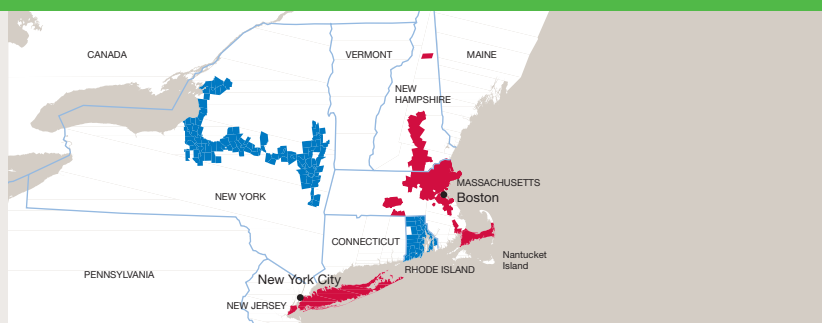 CANADA
VERMONT
MAINE
NEW
HAMPSHIRE
MASSACHUSETTS
Boston
NEW YORK
CONNECTICUT
Nantucket
Island
RHODE ISLAND
PENNSYLVANIA
New York City
NEW JERSEY